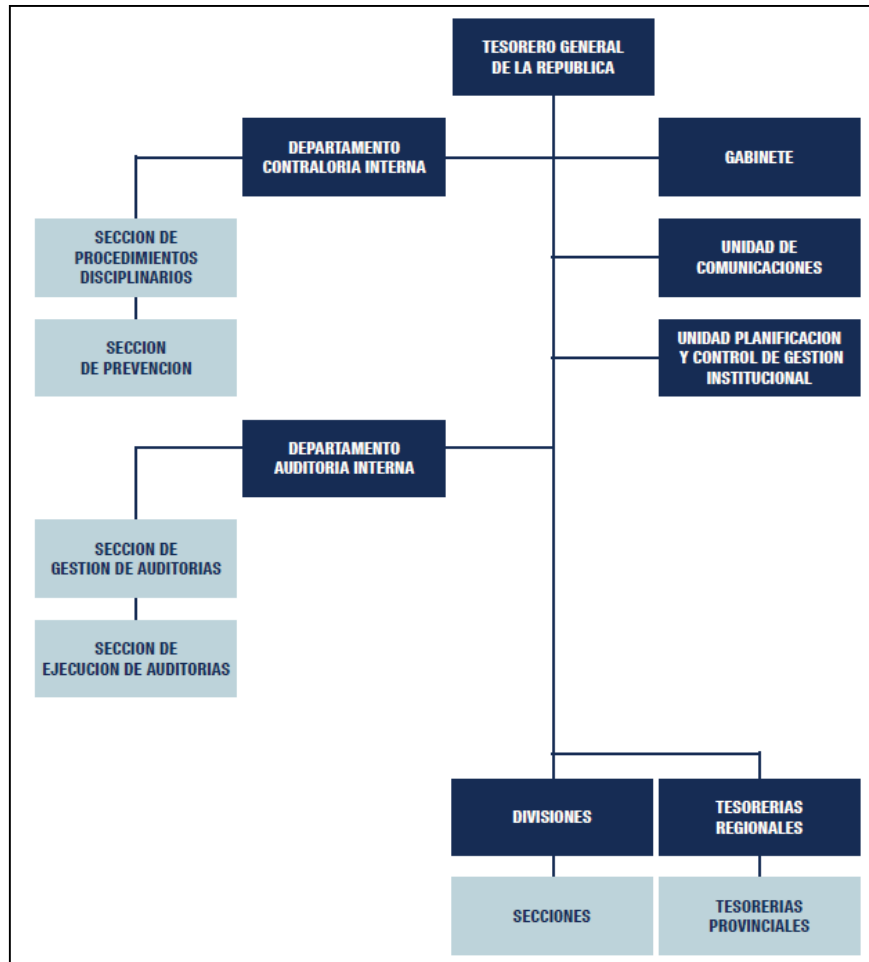 TESORERO GENERAL
DE LA REPUBLICA
DEPARTAMENTO
CONTRALORIA INTERNA
GABINETE
SECCION DE
PROCEDIMIENTOS
DISCIPLINARIOS
UNIDAD DE
COMUNICACIONES
SECCION
DE PREVENCION
UNIDAD PLANIFICACION
Y CONTROL DE GESTION
INSTITUCIONAL
DEPARTAMENTO
AUDITORIA INTERNA
SECCION DE
GESTION DE AUDITORIAS
SECCION DE
EJECUCION DE AUDITORIAS
DIVISIONES
TESORERIAS
REGIONALES
SECCIONES
TESORERIAS
PROVINCIALES